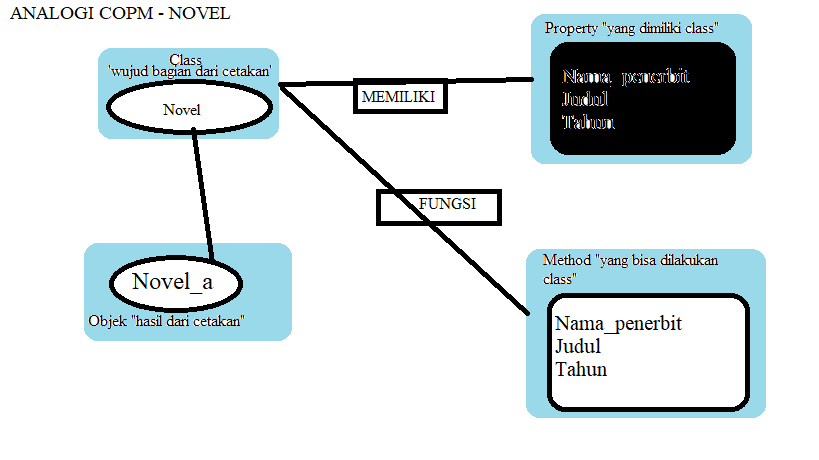 ANALOGI COPM - NOVEL
Class
'wujud bagian dari cetakan'
Novel
MEMILIKI
Property "yang dimiliki class"
Nama_penerbit
Judul
Tahun
FUNGSI
Novel_a
Objek "hasil dari cetakan"
Method "yang bisa dilakukan
class"
Nama_penerbit
Judul
Tahun